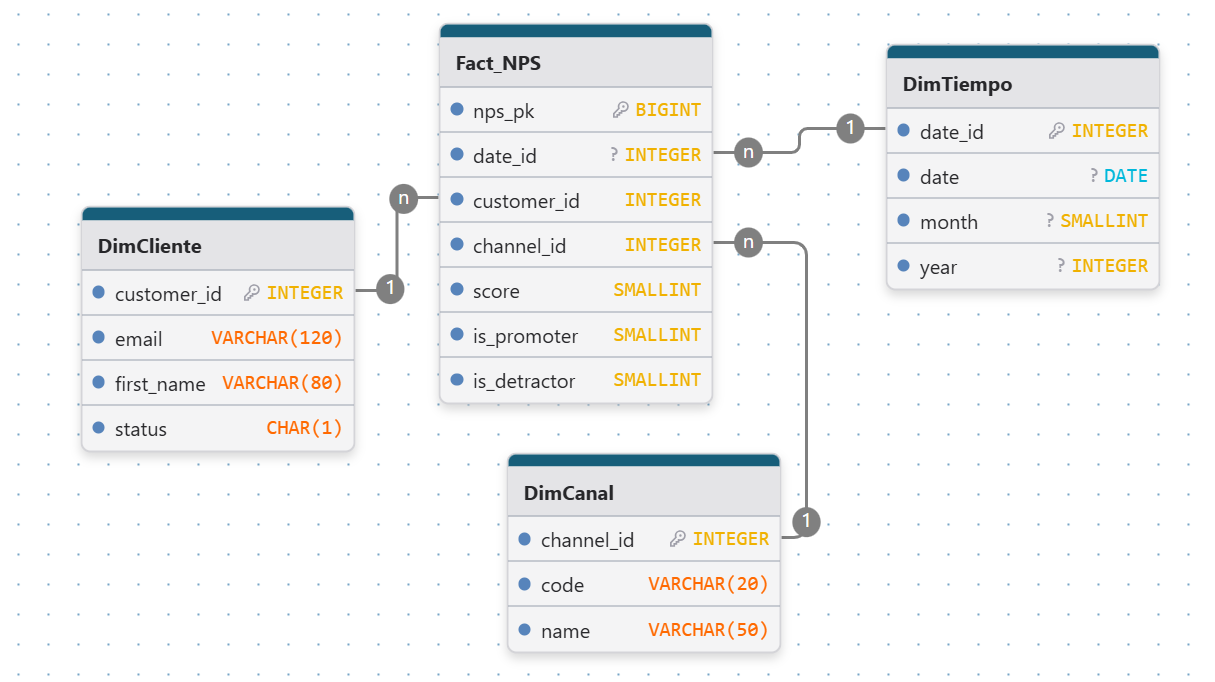 Fact_NPS
nps_pk BIGINT
date_id ? INTEGER
customer_id INTEGER
channel_id INTEGER
score SMALLINT
is_promoter SMALLINT
is_detractor SMALLINT
DimTiempo
date_id INTEGER
date ? DATE
month ? SMALLINT
year ? INTEGER
DimCliente
customer_id INTEGER
email VARCHAR(120)
first_name VARCHAR(80)
status CHAR(1)
DimCanal
channel_id INTEGER
code VARCHAR(20)
name VARCHAR(50)
n
1
n
1
n
1